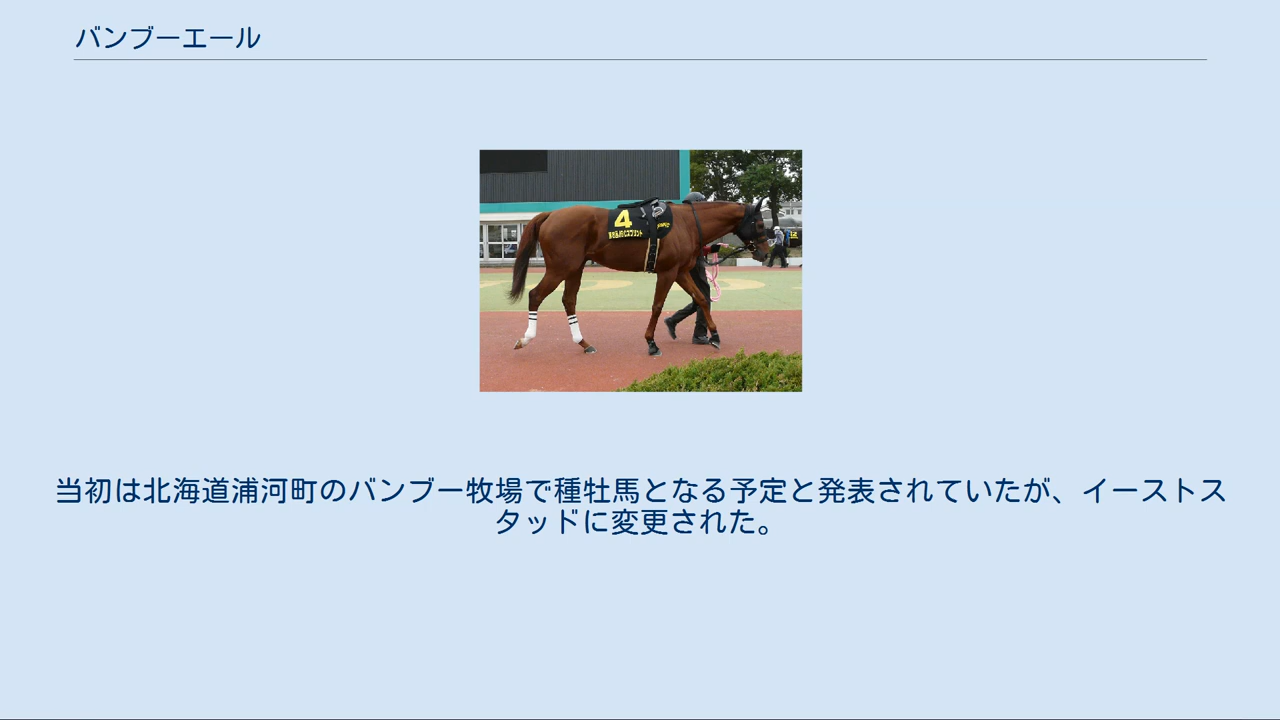 バンブーエール
4
当初は北海道浦河町のバンブー牧場で種牡馬となる予定と発表されていたが、イーストス
タッドに変更された。